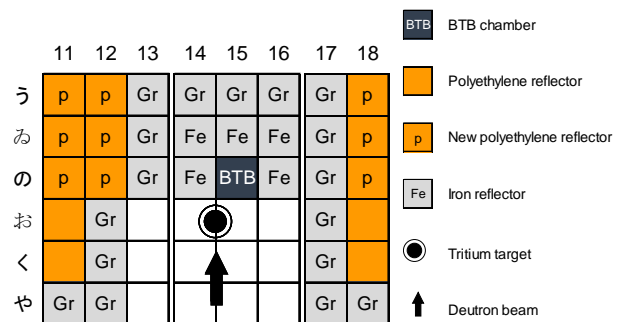 11 12 13 14 15 16 17 18
う p p Gr Gr Gr Gr Gr p
ゐ p p Gr Fe Fe Fe Gr p
の p p Gr Fe BTB Fe Gr p
お Gr Gr
く Gr Gr
や Gr Gr Gr Gr
BTB BTB chamber
Polyethylene reflector
p New polyethylene reflector
Fe Iron reflector
Tritium target
Deutron beam